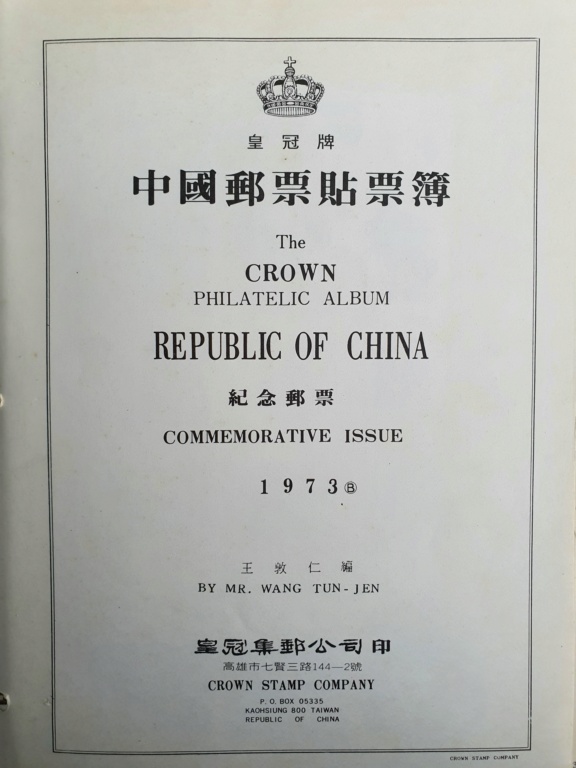 皇冠牌
中國郵票貼票簿
The
CROWN
PHILATELIC ALBUM
REPUBLIC OF CHINA
紀念郵票
COMMEMORATIVE ISSUE
1973Ⓑ
王敦仁編
BY MR. WANG TUN-JEN
皇冠集郵公司印
高雄市七賢三路144—2號
CROWN STAMP COMPANY
P.O. BOX 05335
KAOHSIUNG 800 TAIWAN
REPUBLIC OF CHINA
CROWN STAMP COMPANY